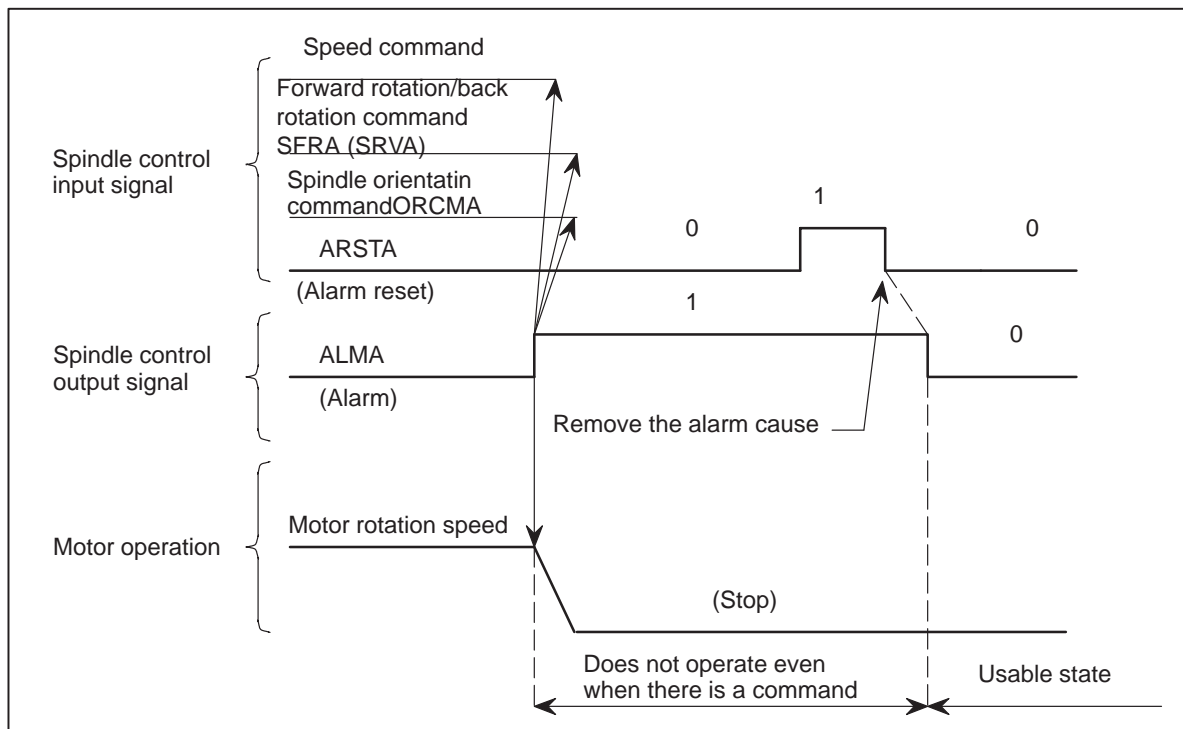 Speed command
Forward rotation/back
rotation command
SFRA (SRVA)
Spindle control
input signal
Spindle orientatin
commandORCMA
1
0
0
ARSTA
(Alarm reset)
1
Spindle control
output signal
ALMA
0
(Alarm)
Remove the alarm cause
Motor operation
Motor rotation speed
(Stop)
Does not operate even
when there is a command
Usable state